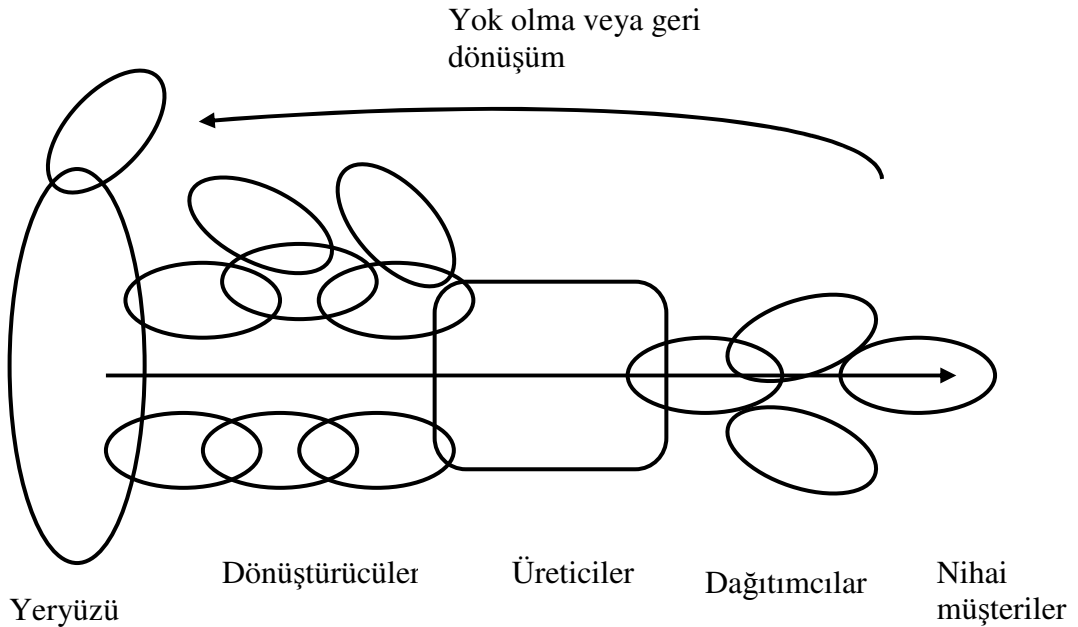 Yok olma veya geri
dönüşüm
Dönüştürücüler
Üreticiler
Dağıtımcılar
Nihai
müşteriler
Yeryüzü